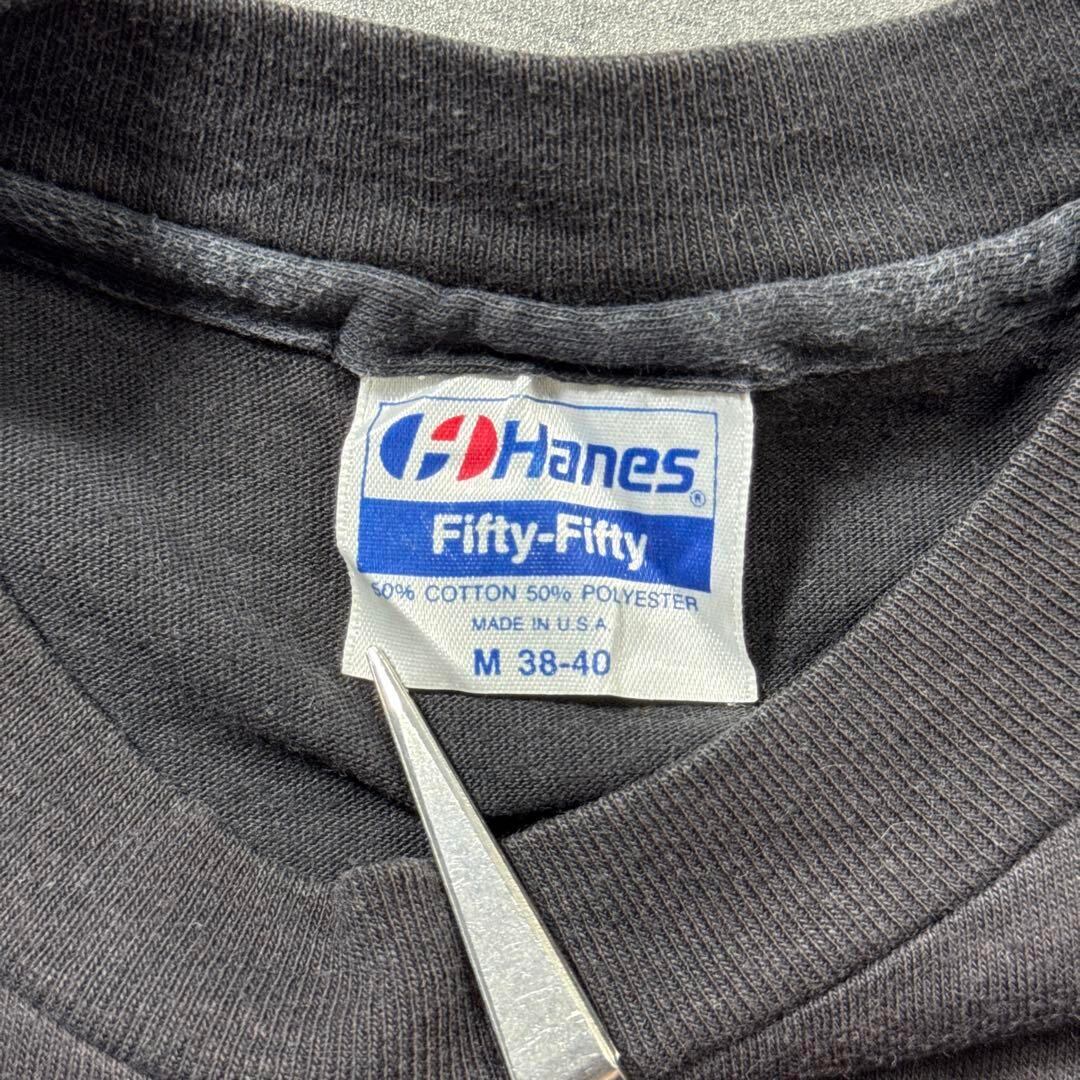 Hanes®
Fifty-Fifty
50% COTTON 50% POLYESTER
MADE IN U.S.A
M 38-40